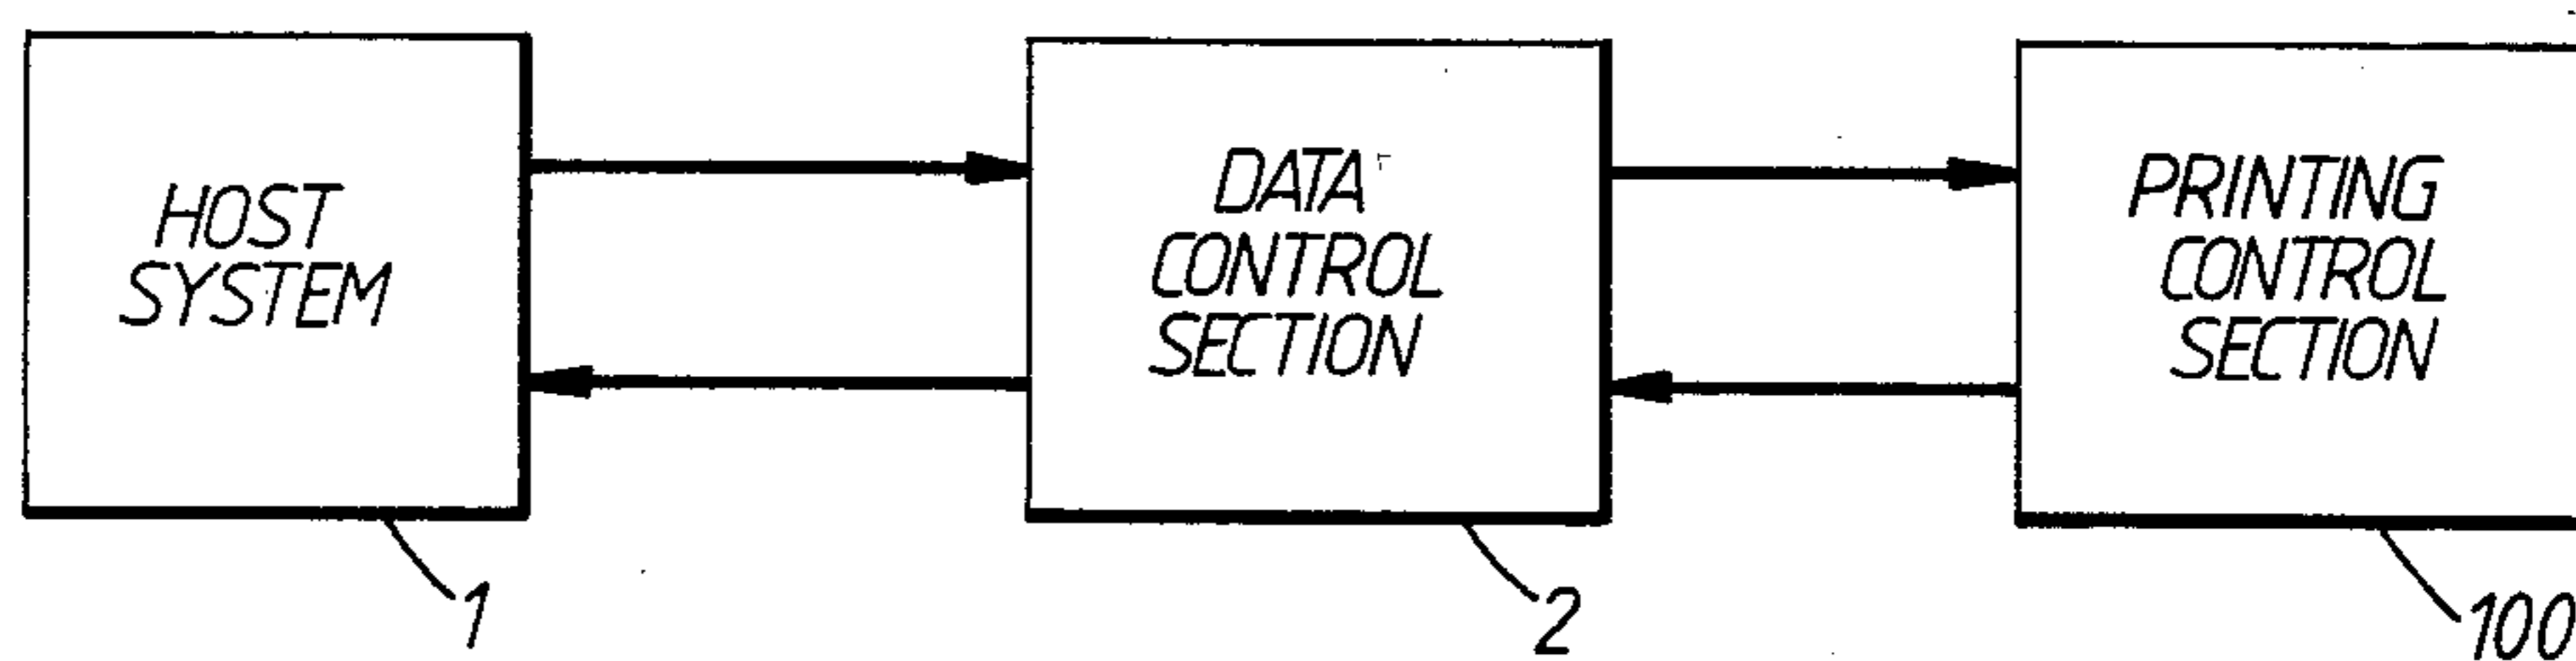 HOST
SYSTEM
DATA
CONTROL
SECTION
PRINTING
CONTROL
SECTION
1
2
100